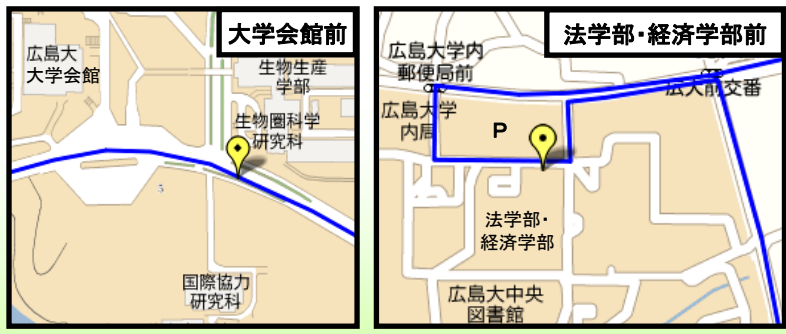 大学会館前
広島大
大学会館
生物生産
学部
生物圏科学
研究科
5
国際協力
研究科
法学部・経済学部前
広島大学内
郵便局前
広大前交番
広島大学
内局
P
法学部・
経済学部
広島大中央
図書館